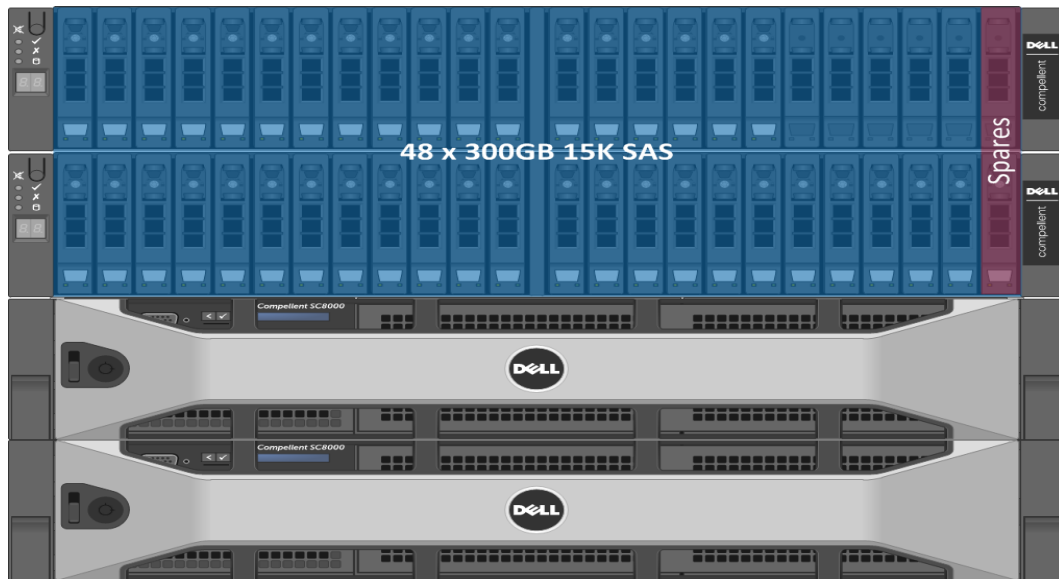 DELL
compellent
48 x 300GB 15K SAS
Spares
DELL
compellent
Compellent SC8000
DELL
Compellent SC8000
DELL